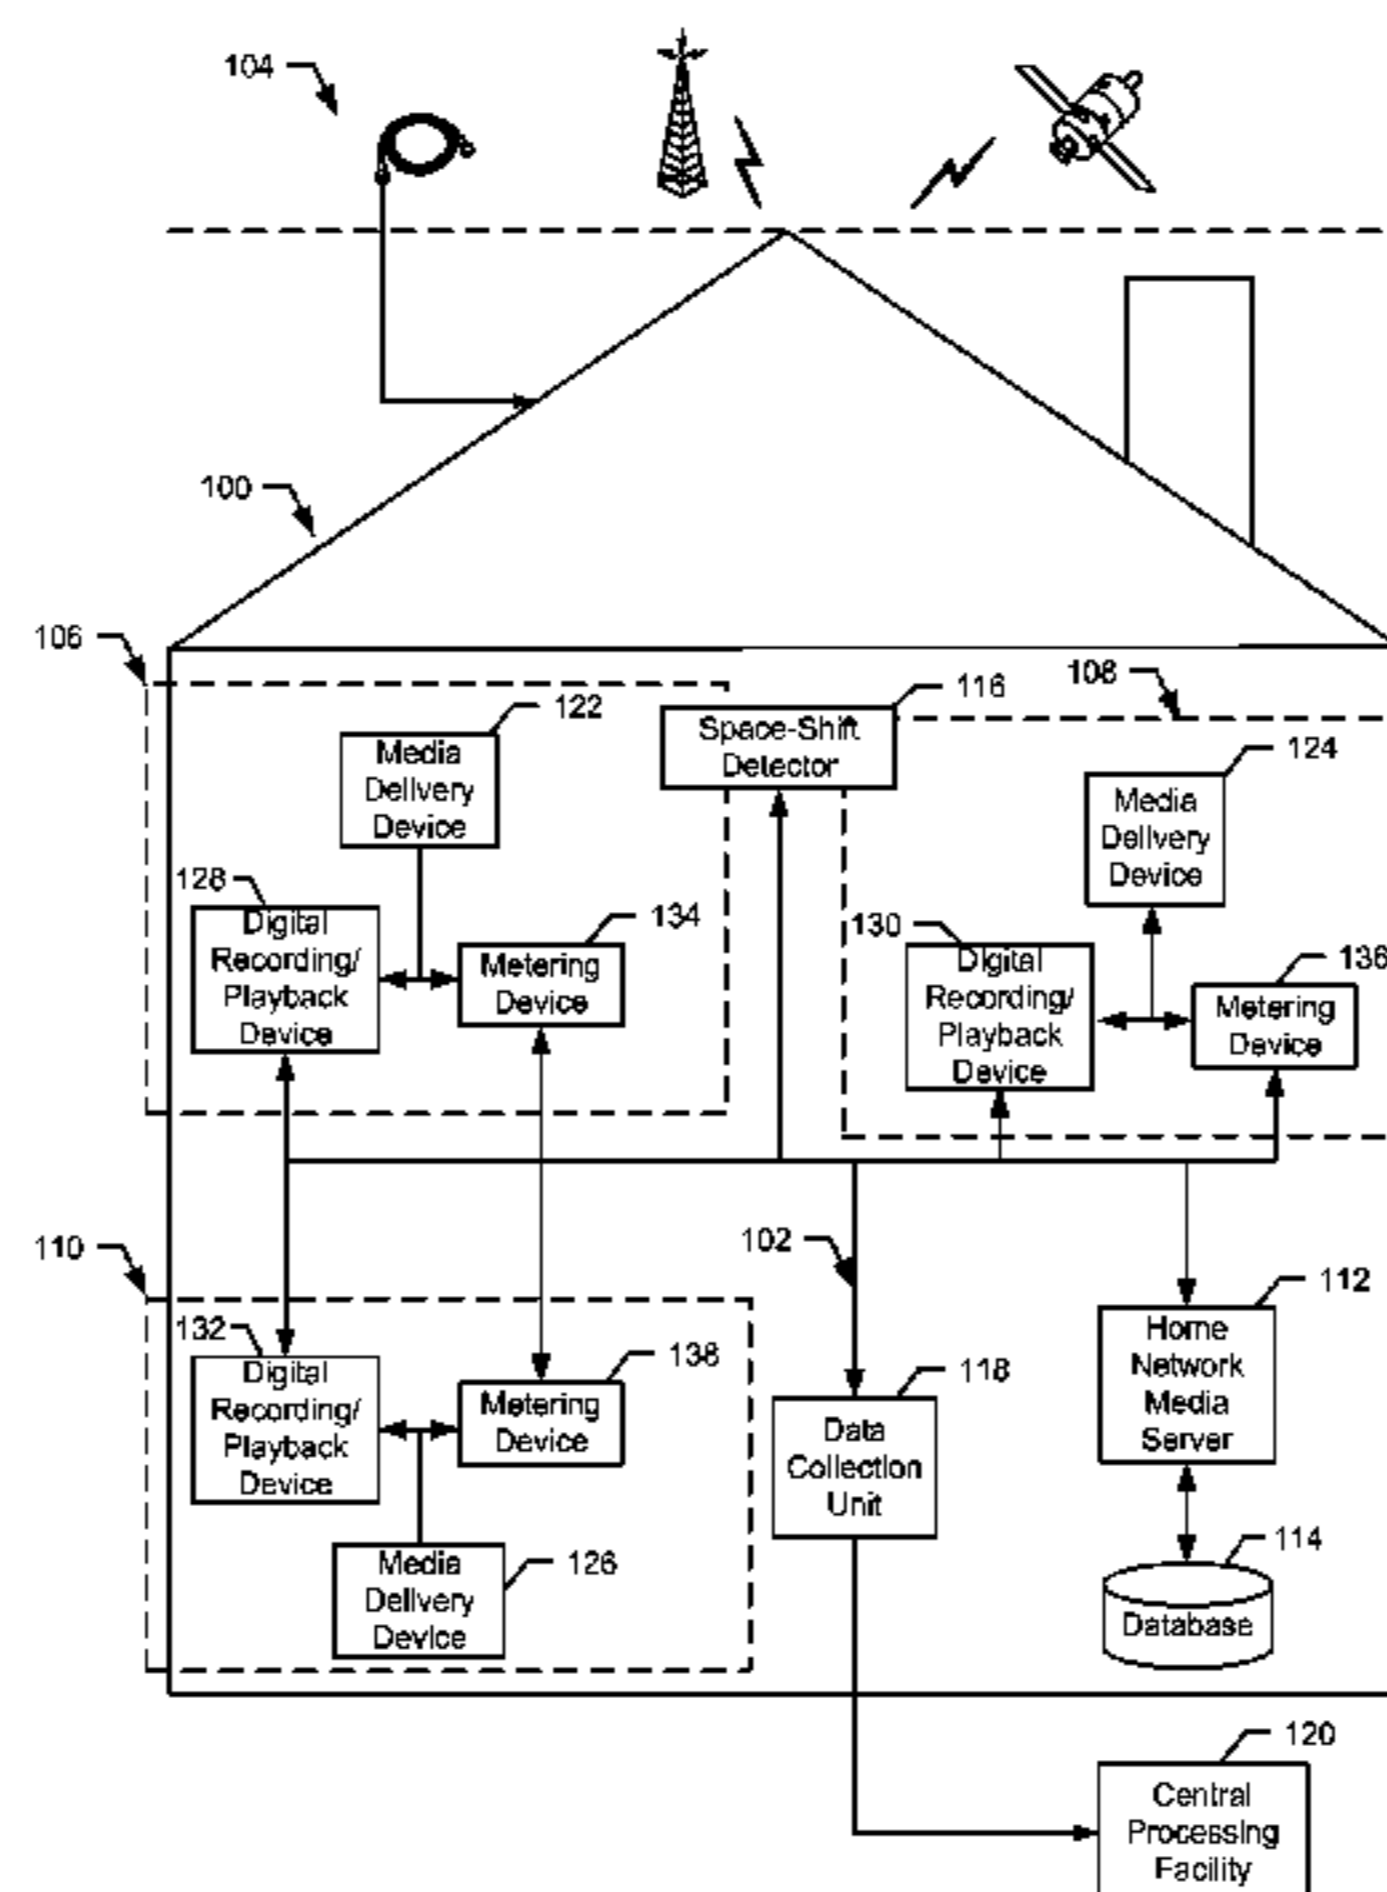 104
100
106
108
116
Space-Shift
Detector
122
Media
Delivery
Device
124
Media
Delivery
Device
128
Digital
Recording/
Playback
Device
134
Metering
Device
130
Digital
Recording/
Playback
Device
136
Metering
Device
110
102
112
Home
Network
Media
Server
132
Digital
Recording/
Playback
Device
138
Metering
Device
118
Data
Collection
Unit
126
Media
Delivery
Device
114
Database
120
Central
Processing
Facility